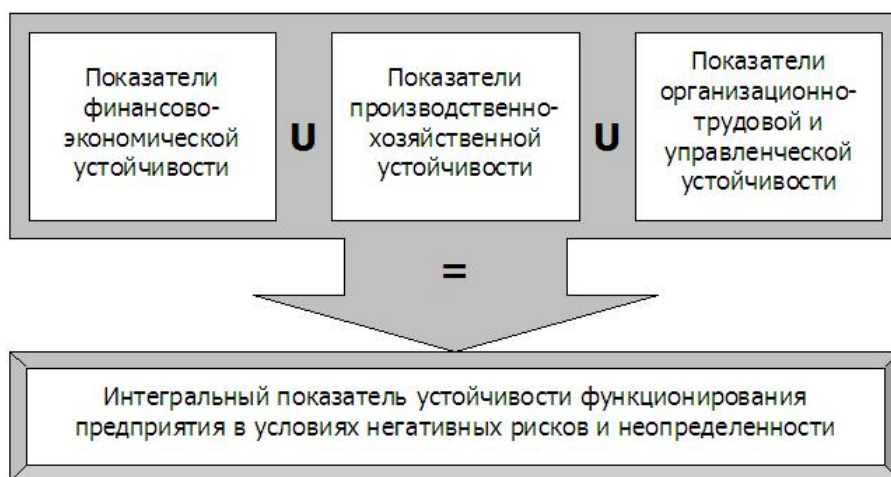 Показатели
финансово-
экономической
устойчивости
U
Показатели
производственно-
хозяйственной
устойчивости
U
Показатели
организационно-
трудовой и
управленческой
устойчивости
=
Интегральный показатель устойчивости функционирования
предприятия в условиях негативных рисков и неопределенности